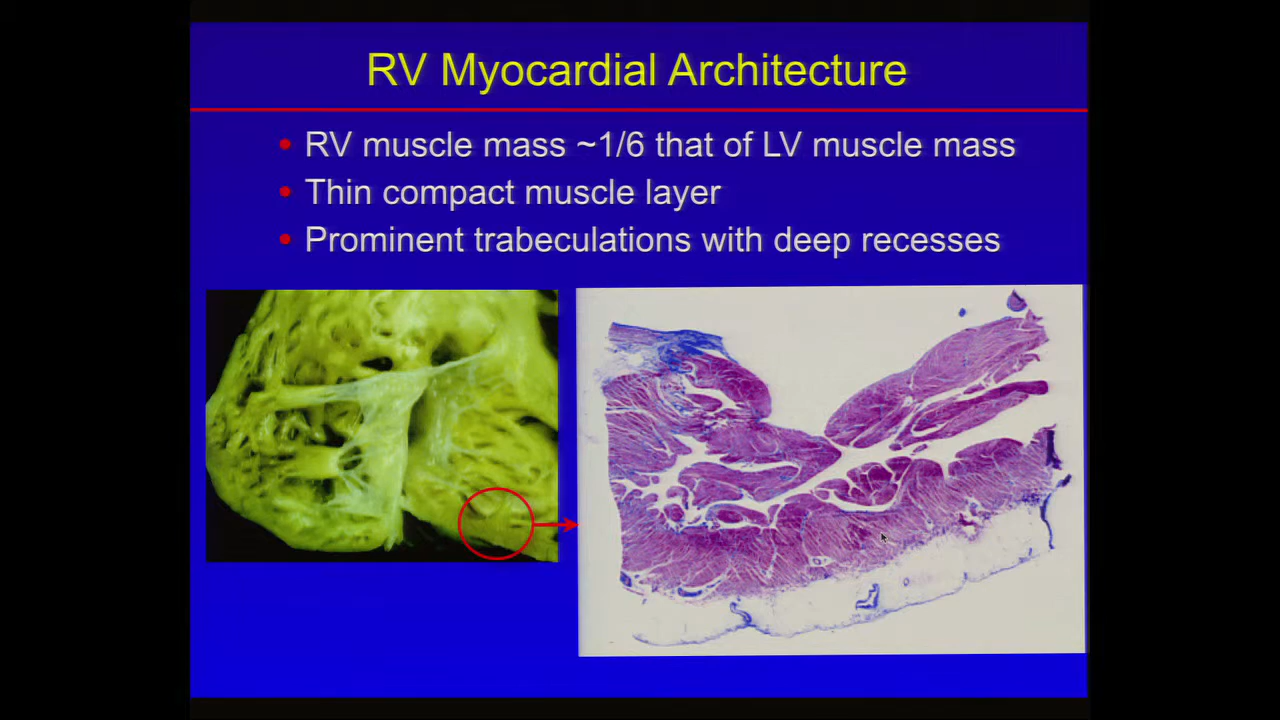 RV Myocardial Architecture
• RV muscle mass ~1/6 that of LV muscle mass
• Thin compact muscle layer
• Prominent trabeculations with deep recesses